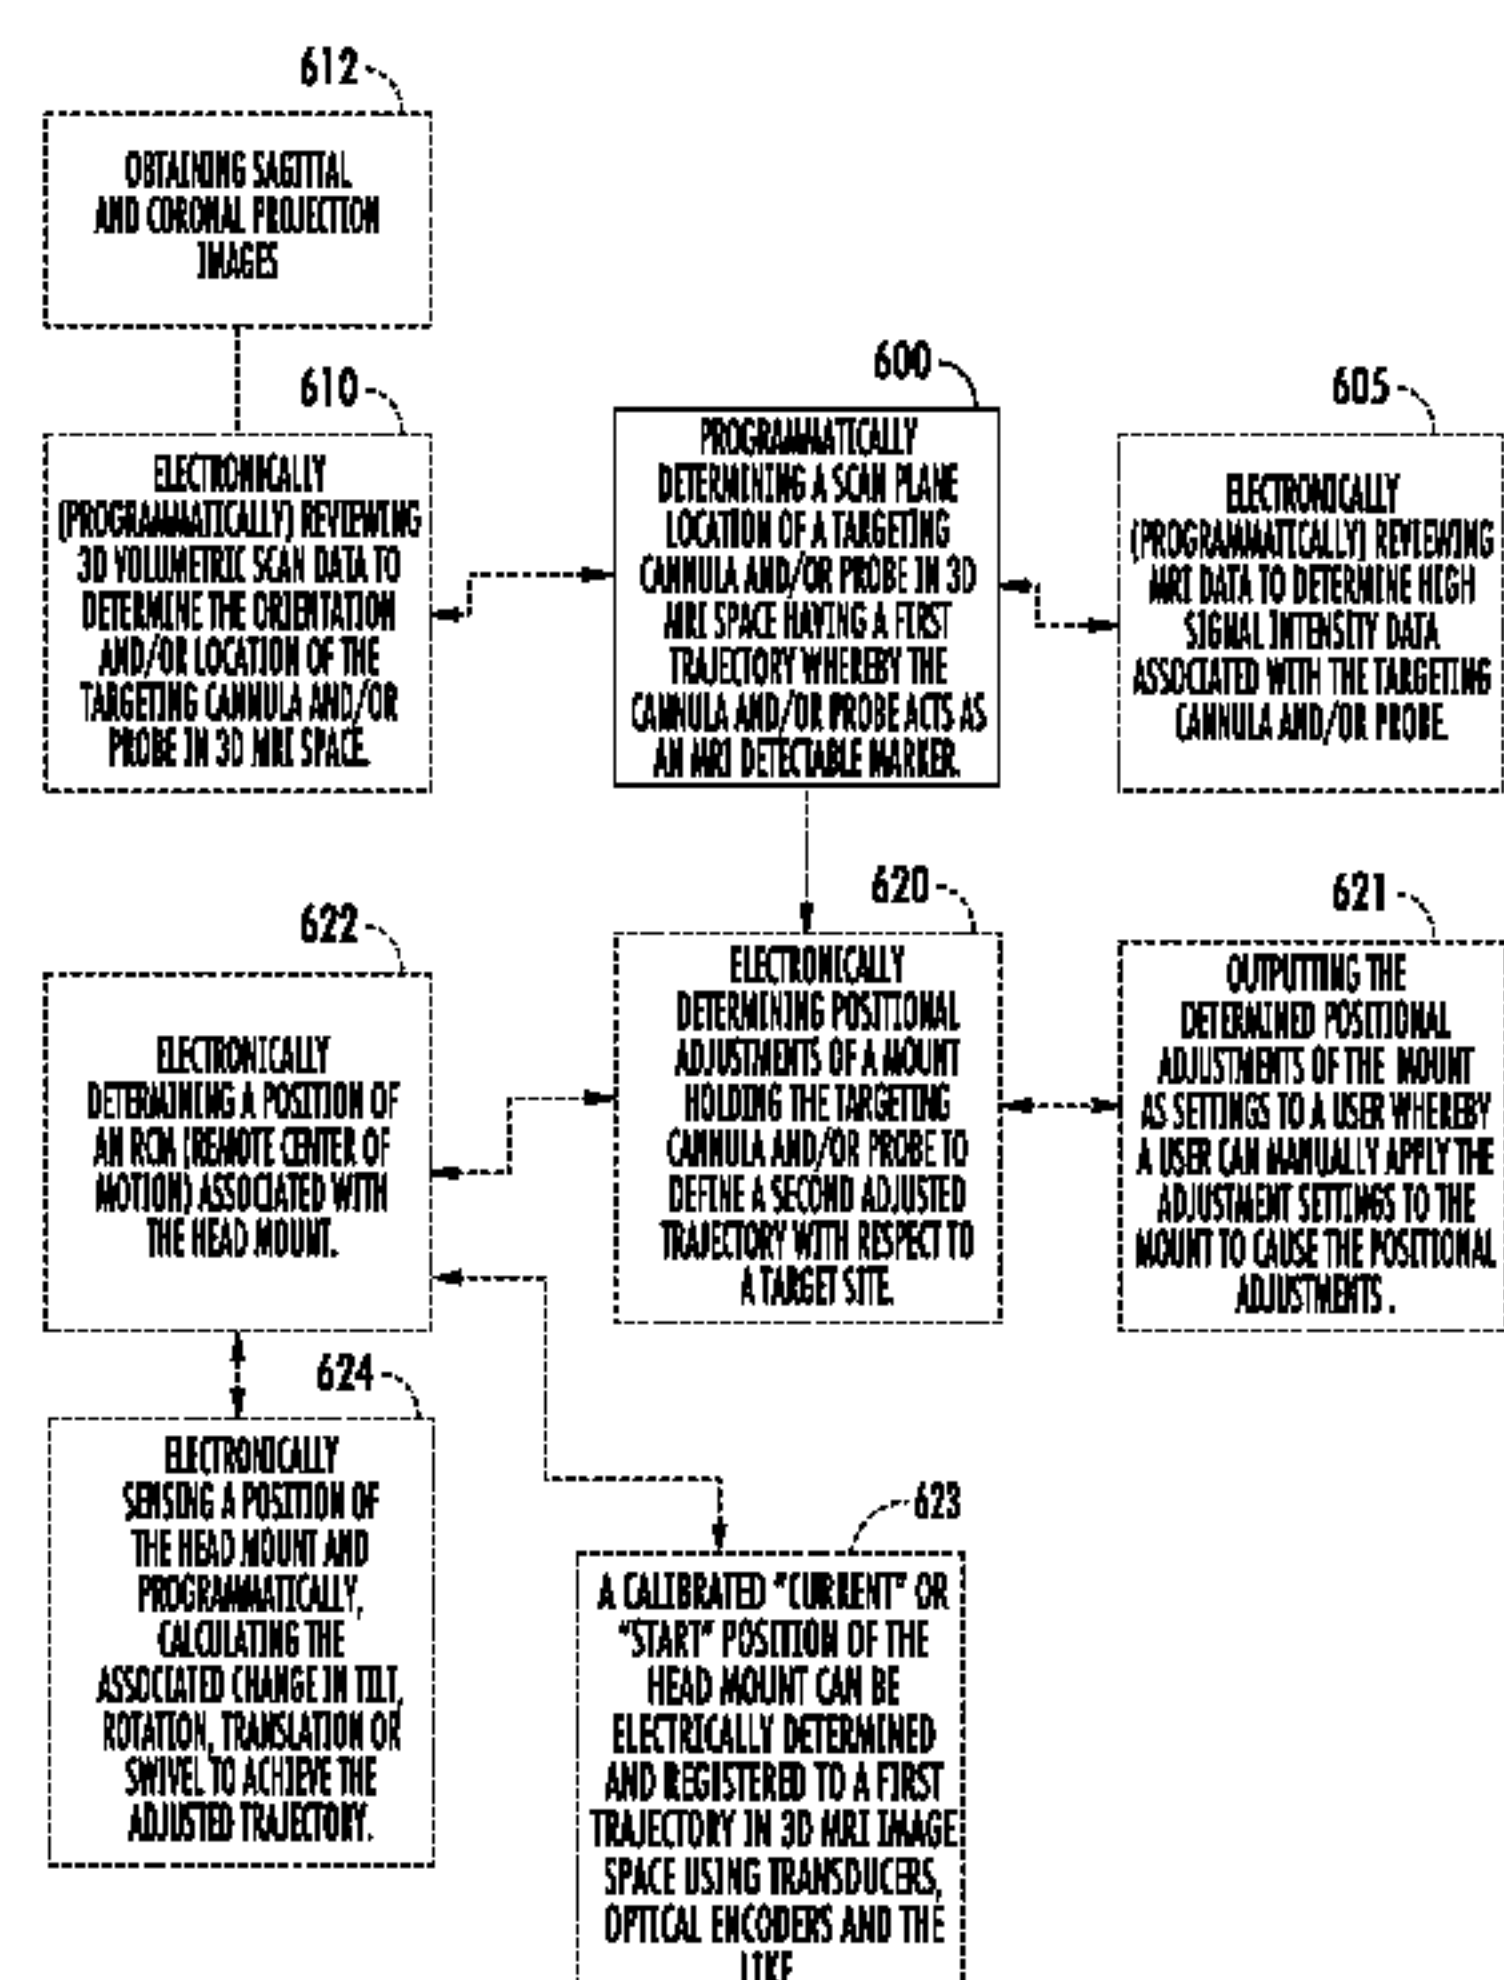 612
OBTAINING SAGITTAL
AND CORONAL PROJECTION
IMAGES
610
ELECTRONICALLY
(PROGRAMMATICALLY) REVIEWING
3D VOLUMETRIC SCAN DATA TO
DETERMINE THE ORIENTATION
AND/OR LOCATION OF THE
TARGETING CANNULA AND/OR
PROBE IN 3D MRI SPACE.
600
PROGRAMMATICALLY
DETERMINING A SCAN PLANE
LOCATION OF A TARGETING
CANNULA AND/OR PROBE IN 3D
MRI SPACE HAVING A FIRST
TRAJECTORY WHEREBY THE
CANNULA AND/OR PROBE ACTS AS
AN MRI DETECTABLE MARKER.
605
ELECTRONICALLY
(PROGRAMMATICALLY) REVIEWING
MRI DATA TO DETERMINE HIGH
SIGNAL INTENSITY DATA
ASSOCIATED WITH THE TARGETING
CANNULA AND/OR PROBE.
622
ELECTRONICALLY
DETERMINING A POSITION OF
AN RCM (REMOTE CENTER OF
MOTION) ASSOCIATED WITH
THE HEAD MOUNT.
620
ELECTRONICALLY
DETERMINING POSITIONAL
ADJUSTMENTS OF A MOUNT
HOLDING THE TARGETING
CANNULA AND/OR PROBE TO
DEFINE A SECOND ADJUSTED
TRAJECTORY WITH RESPECT TO
A TARGET SITE.
621
OUTPUTTING THE
DETERMINED POSITIONAL
ADJUSTMENTS OF THE MOUNT
AS SETTINGS TO A USER WHEREBY
A USER CAN MANUALLY APPLY THE
ADJUSTMENT SETTINGS TO THE
MOUNT TO CAUSE THE POSITIONAL
ADJUSTMENTS .
624
ELECTRONICALLY
SENSING A POSITION OF
THE HEAD MOUNT AND
PROGRAMMATICALLY,
CALCULATING THE
ASSOCIATED CHANGE IN TILT,
ROTATION, TRANSLATION OR
SWIVEL TO ACHIEVE THE
ADJUSTED TRAJECTORY.
623
A CALIBRATED "CURRENT" OR
"START" POSITION OF THE
HEAD MOUNT CAN BE
ELECTRICALLY DETERMINED
AND REGISTERED TO A FIRST
TRAJECTORY IN 3D MRI IMAGE
SPACE USING TRANSDUCERS,
OPTICAL ENCODERS AND THE
LIKE